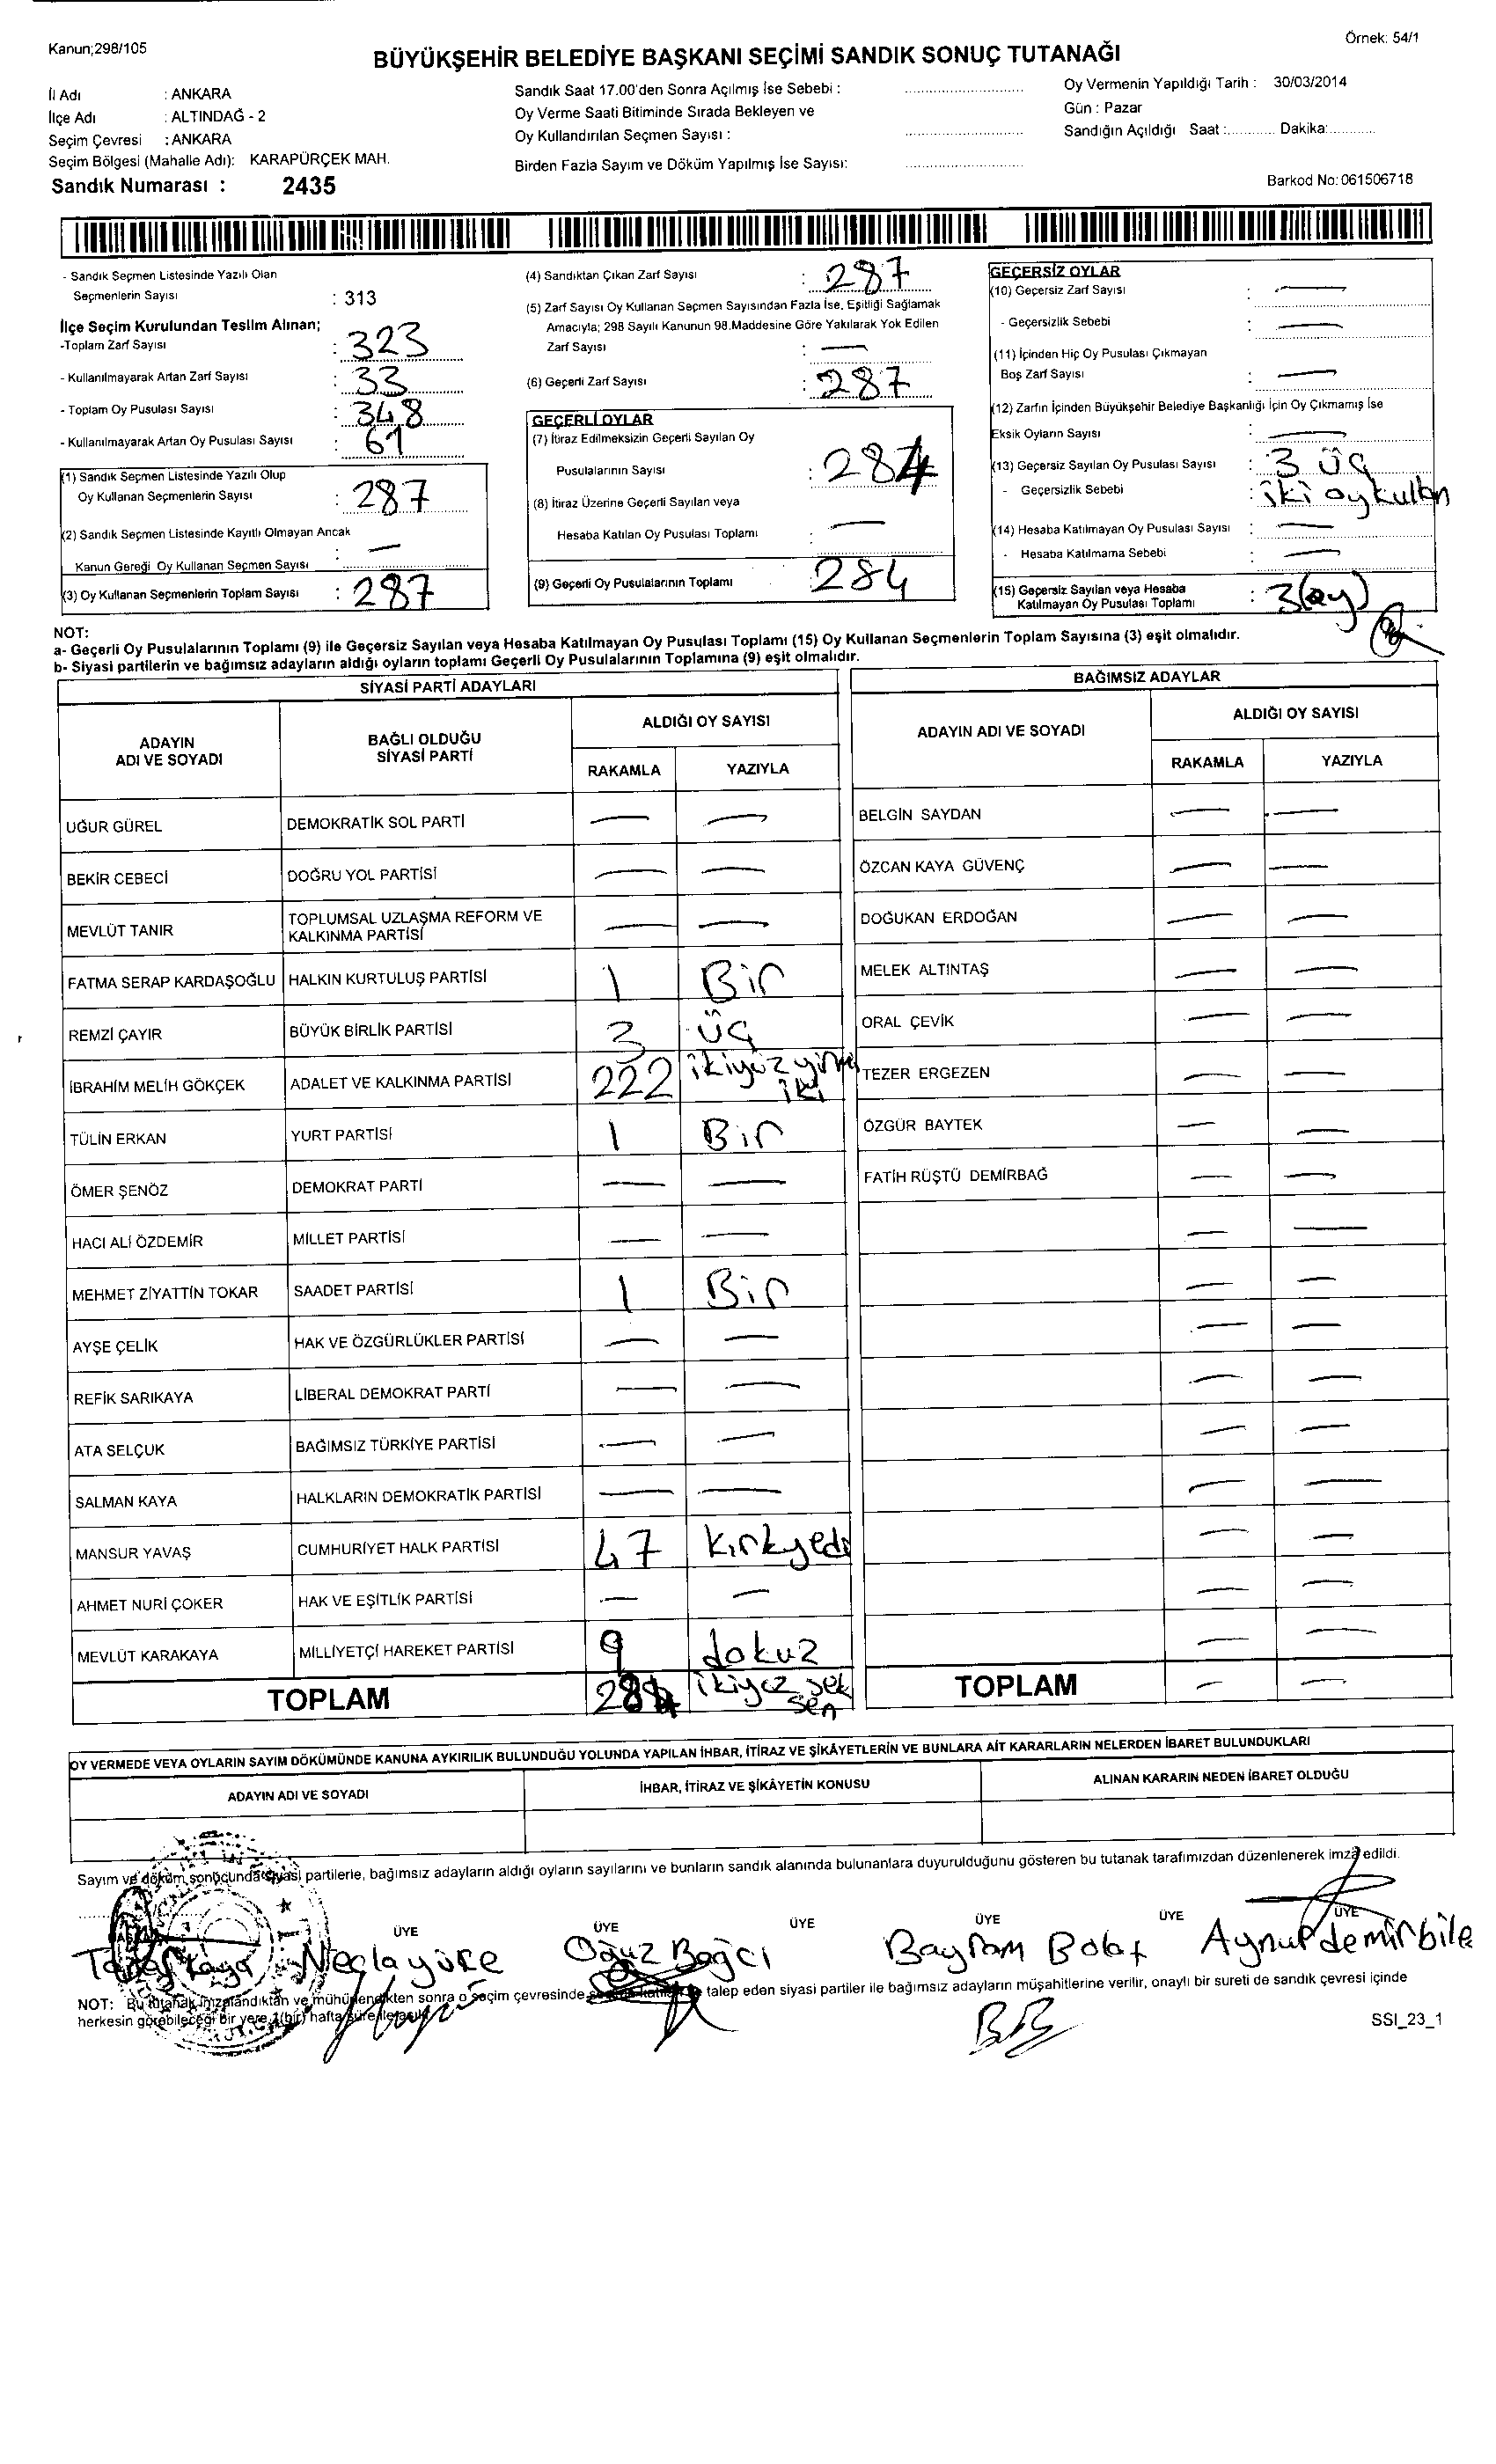 Kanun;298/105
Örnek: 54/1
BÜYÜKŞEHİR BELEDİYE BAŞKANI SEÇİMİ SANDIK SONUÇ TUTANAĞI
İl Adı : ANKARA
İlçe Adı : ALTINDAĞ - 2
Seçim Çevresi : ANKARA
Seçim Bölgesi (Mahalle Adı): KARAPÜRÇEK MAH.
Sandık Numarası : 2435
Sandık Saat 17.00'den Sonra Açılmış İse Sebebi :
Oy Verme Saati Bitiminde Sırada Bekleyen ve
Oy Kullandırılan Seçmen Sayısı :
Birden Fazla Sayım ve Döküm Yapılmış İse Sayısı:
Oy Vermenin Yapıldığı Tarih : 30/03/2014
Gün : Pazar
Sandığın Açıldığı Saat :............ Dakika:............
Barkod No: 061506718
- Sandık Seçmen Listesinde Yazılı Olan
Seçmenlerin Sayısı : 313
İlçe Seçim Kurulundan Teslim Alınan;
-Toplam Zarf Sayısı : 323
- Kullanılmayarak Artan Zarf Sayısı : 33
- Toplam Oy Pusulası Sayısı : 348
- Kullanılmayarak Artan Oy Pusulası Sayısı : 61
(1) Sandık Seçmen Listesinde Yazılı Olup
Oy Kullanan Seçmenlerin Sayısı : 287
(2) Sandık Seçmen Listesinde Kayıtlı Olmayan Ancak
Kanun Gereği Oy Kullanan Seçmen Sayısı : —
(3) Oy Kullanan Seçmenlerin Toplam Sayısı : 287
(4) Sandıktan Çıkan Zarf Sayısı : 287
(5) Zarf Sayısı Oy Kullanan Seçmen Sayısından Fazla İse, Eşitliği Sağlamak
Amacıyla; 298 Sayılı Kanunun 98.Maddesine Göre Yakılarak Yok Edilen
Zarf Sayısı : —
(6) Geçerli Zarf Sayısı : 287
GEÇERLİ OYLAR
(7) İtiraz Edilmeksizin Geçerli Sayılan Oy
Pusulalarının Sayısı : 284
(8) İtiraz Üzerine Geçerli Sayılan veya
Hesaba Katılan Oy Pusulası Toplamı : —
(9) Geçerli Oy Pusulalarının Toplamı : 284
GEÇERSİZ OYLAR
(10) Geçersiz Zarf Sayısı : —
- Geçersizlik Sebebi : —
(11) İçinden Hiç Oy Pusulası Çıkmayan
Boş Zarf Sayısı : —
(12) Zarfın İçinden Büyükşehir Belediye Başkanlığı İçin Oy Çıkmamış İse
Eksik Oyların Sayısı : —
(13) Geçersiz Sayılan Oy Pusulası Sayısı : 3 üç
- Geçersizlik Sebebi : iki oy kullan
(14) Hesaba Katılmayan Oy Pusulası Sayısı : —
- Hesaba Katılmama Sebebi : —
(15) Geçersiz Sayılan veya Hesaba
Katılmayan Oy Pusulası Toplamı : 3(ay)
NOT:
a- Geçerli Oy Pusulalarının Toplamı (9) ile Geçersiz Sayılan veya Hesaba Katılmayan Oy Pusulası Toplamı (15) Oy Kullanan Seçmenlerin Toplam Sayısına (3) eşit olmalıdır.
b- Siyasi partilerin ve bağımsız adayların aldığı oyların toplamı Geçerli Oy Pusulalarının Toplamına (9) eşit olmalıdır.
SİYASİ PARTİ ADAYLARI
ADAYIN ADI VE SOYADI
BAĞLI OLDUĞU SİYASİ PARTİ
ALDIĞI OY SAYISI
RAKAMLA YAZIYLA
UĞUR GÜREL DEMOKRATİK SOL PARTİ — —
BEKİR CEBECİ DOĞRU YOL PARTİSİ — —
MEVLÜT TANIR TOPLUMSAL UZLAŞMA REFORM VE KALKINMA PARTİSİ — —
FATMA SERAP KARDAŞOĞLU HALKIN KURTULUŞ PARTİSİ 1 Bir
REMZİ ÇAYIR BÜYÜK BİRLİK PARTİSİ 3 üç
İBRAHİM MELİH GÖKÇEK ADALET VE KALKINMA PARTİSİ 222 ikiyüz yirmi iki
TÜLİN ERKAN YURT PARTİSİ 1 Bir
ÖMER ŞENÖZ DEMOKRAT PARTİ — —
HACI ALİ ÖZDEMİR MİLLET PARTİSİ — —
MEHMET ZİYATTİN TOKAR SAADET PARTİSİ 1 Bir
AYŞE ÇELİK HAK VE ÖZGÜRLÜKLER PARTİSİ — —
REFİK SARIKAYA LİBERAL DEMOKRAT PARTİ — —
ATA SELÇUK BAĞIMSIZ TÜRKİYE PARTİSİ — —
SALMAN KAYA HALKLARIN DEMOKRATİK PARTİSİ — —
MANSUR YAVAŞ CUMHURİYET HALK PARTİSİ 47 Kırkyedi
AHMET NURİ ÇOKER HAK VE EŞİTLİK PARTİSİ — —
MEVLÜT KARAKAYA MİLLİYETÇİ HAREKET PARTİSİ 9 dokuz
TOPLAM 284 ikiyüz sek sen
BAĞIMSIZ ADAYLAR
ADAYIN ADI VE SOYADI
ALDIĞI OY SAYISI
RAKAMLA YAZIYLA
BELGİN SAYDAN — —
ÖZCAN KAYA GÜVENÇ — —
DOĞUKAN ERDOĞAN — —
MELEK ALTINTAŞ — —
ORAL ÇEVİK — —
TEZER ERGEZEN — —
ÖZGÜR BAYTEK — —
FATİH RÜŞTÜ DEMİRBAĞ — —
TOPLAM — —
OY VERMEDE VEYA OYLARIN SAYIM DÖKÜMÜNDE KANUNA AYKIRILIK BULUNDUĞU YOLUNDA YAPILAN İHBAR, İTİRAZ VE ŞİKÂYETLERİN VE BUNLARA AİT KARARLARIN NELERDEN İBARET BULUNDUKLARI
ADAYIN ADI VE SOYADI
İHBAR, İTİRAZ VE ŞİKÂYETİN KONUSU
ALINAN KARARIN NEDEN İBARET OLDUĞU
Sayım ve döküm sonucunda siyasi partilerle, bağımsız adayların aldığı oyların sayılarını ve bunların sandık alanında bulunanlara duyurulduğunu gösteren bu tutanak tarafımızdan düzenlenerek imza edildi.
ÜYE ÜYE ÜYE ÜYE ÜYE ÜYE
Kaya Necla yüce Oğuz Bağcı Bayram Bolat Aynur demirbile
NOT: Bu tutanak imzalandıktan ve mühürlendikten sonra o seçim çevresinde talep eden siyasi partiler ile bağımsız adayların müşahitlerine verilir, onaylı bir sureti de sandık çevresi içinde
herkesin görebileceği bir yere 1(bir) hafta süre ile asılır.
SSI_23_1